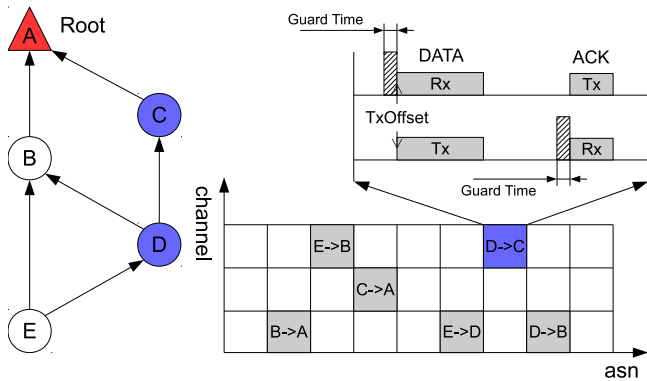 A Root
Guard Time
DATA ACK
Rx Tx
C
TxOffset
Tx Rx
B
Guard Time
channel
D
E->B D->C
C->A
E
B->A E->D D->B
asn